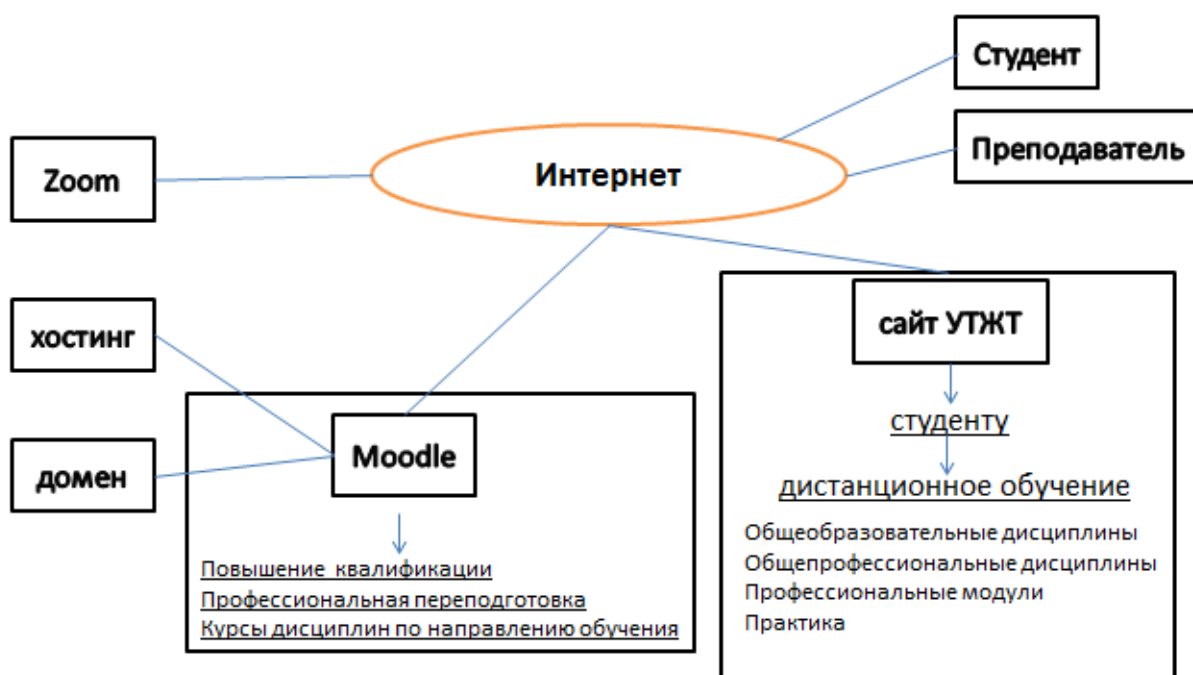 Студент
Преподаватель
Интернет
Zoom
хостинг
домен
Moodle
Повышение квалификации
Профессиональная переподготовка
Курсы дисциплин по направлению обучения
сайт УТЖТ
студенту
дистанционное обучение
Общеобразовательные дисциплины
Общепрофессиональные дисциплины
Профессиональные модули
Практика